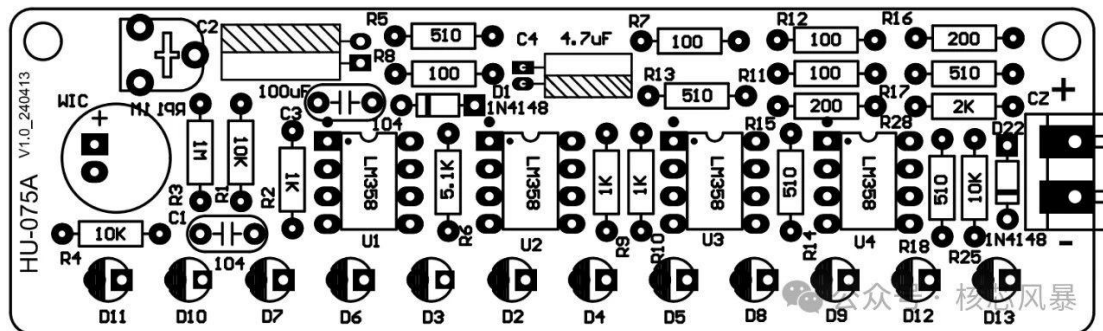 HU-075A V1.0_240413
C2
R5
510
R7
R12
R16
4.7uF
C4
100
100
200
R8
100
R13
R11
100
510
100uF
D1
1N4148
510
R17
CZ
+
RP1 1M
MIC
+
C3
104
R15
200
R28
2K
D22
1M
10K
R3
R1
R2
1K
LM358
5.1K
LM358
1K
1K
LM358
510
LM358
510
10K
C1
10K
R4
104
U1
R6
U2
R9
R10
U3
R14
U4
R18
R25
1N4148
-
D11
D10
D7
D6
D3
D2
D4
D5
D8
D9
D12
D13
公众号 · 核芯风暴